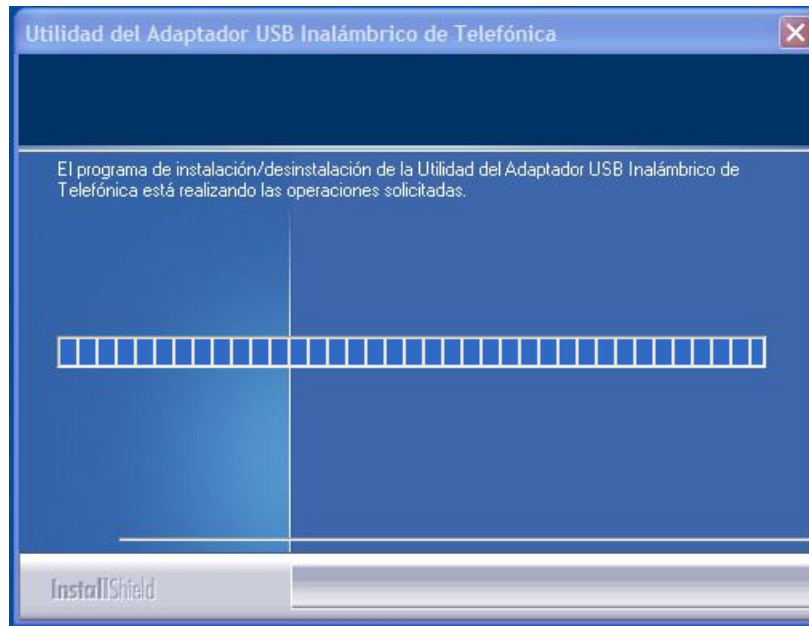 Utilidad del Adaptador USB Inalámbrico de Telefónica
El programa de instalación/desinstalación de la Utilidad del Adaptador USB Inalámbrico de
Telefónica está realizando las operaciones solicitadas.
InstallShield